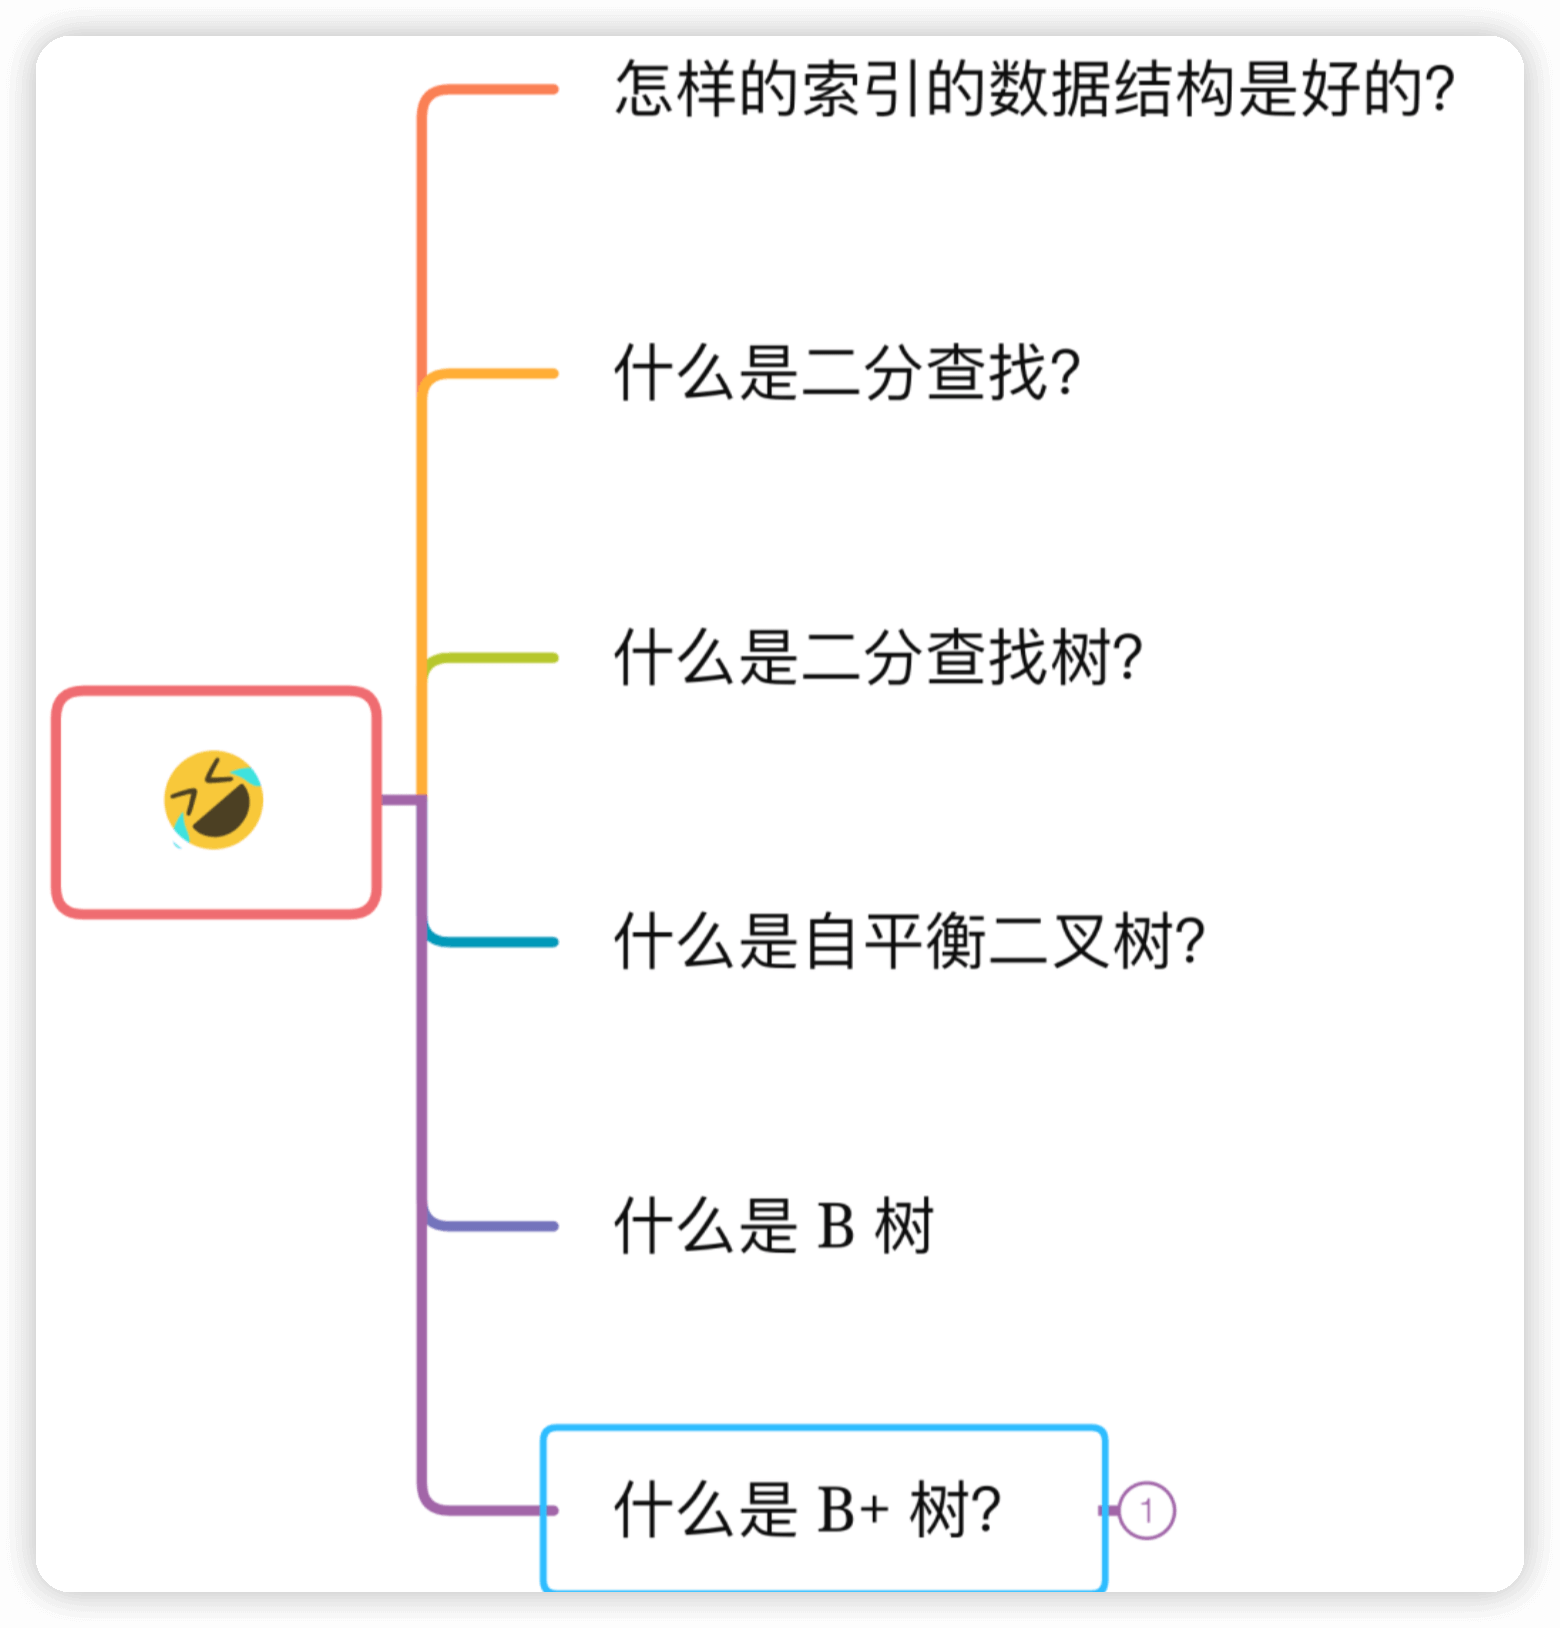 怎样的索引的数据结构是好的?
什么是二分查找?
什么是二分查找树?
🤣
什么是自平衡二叉树?
什么是 B 树
什么是 B+ 树?
1